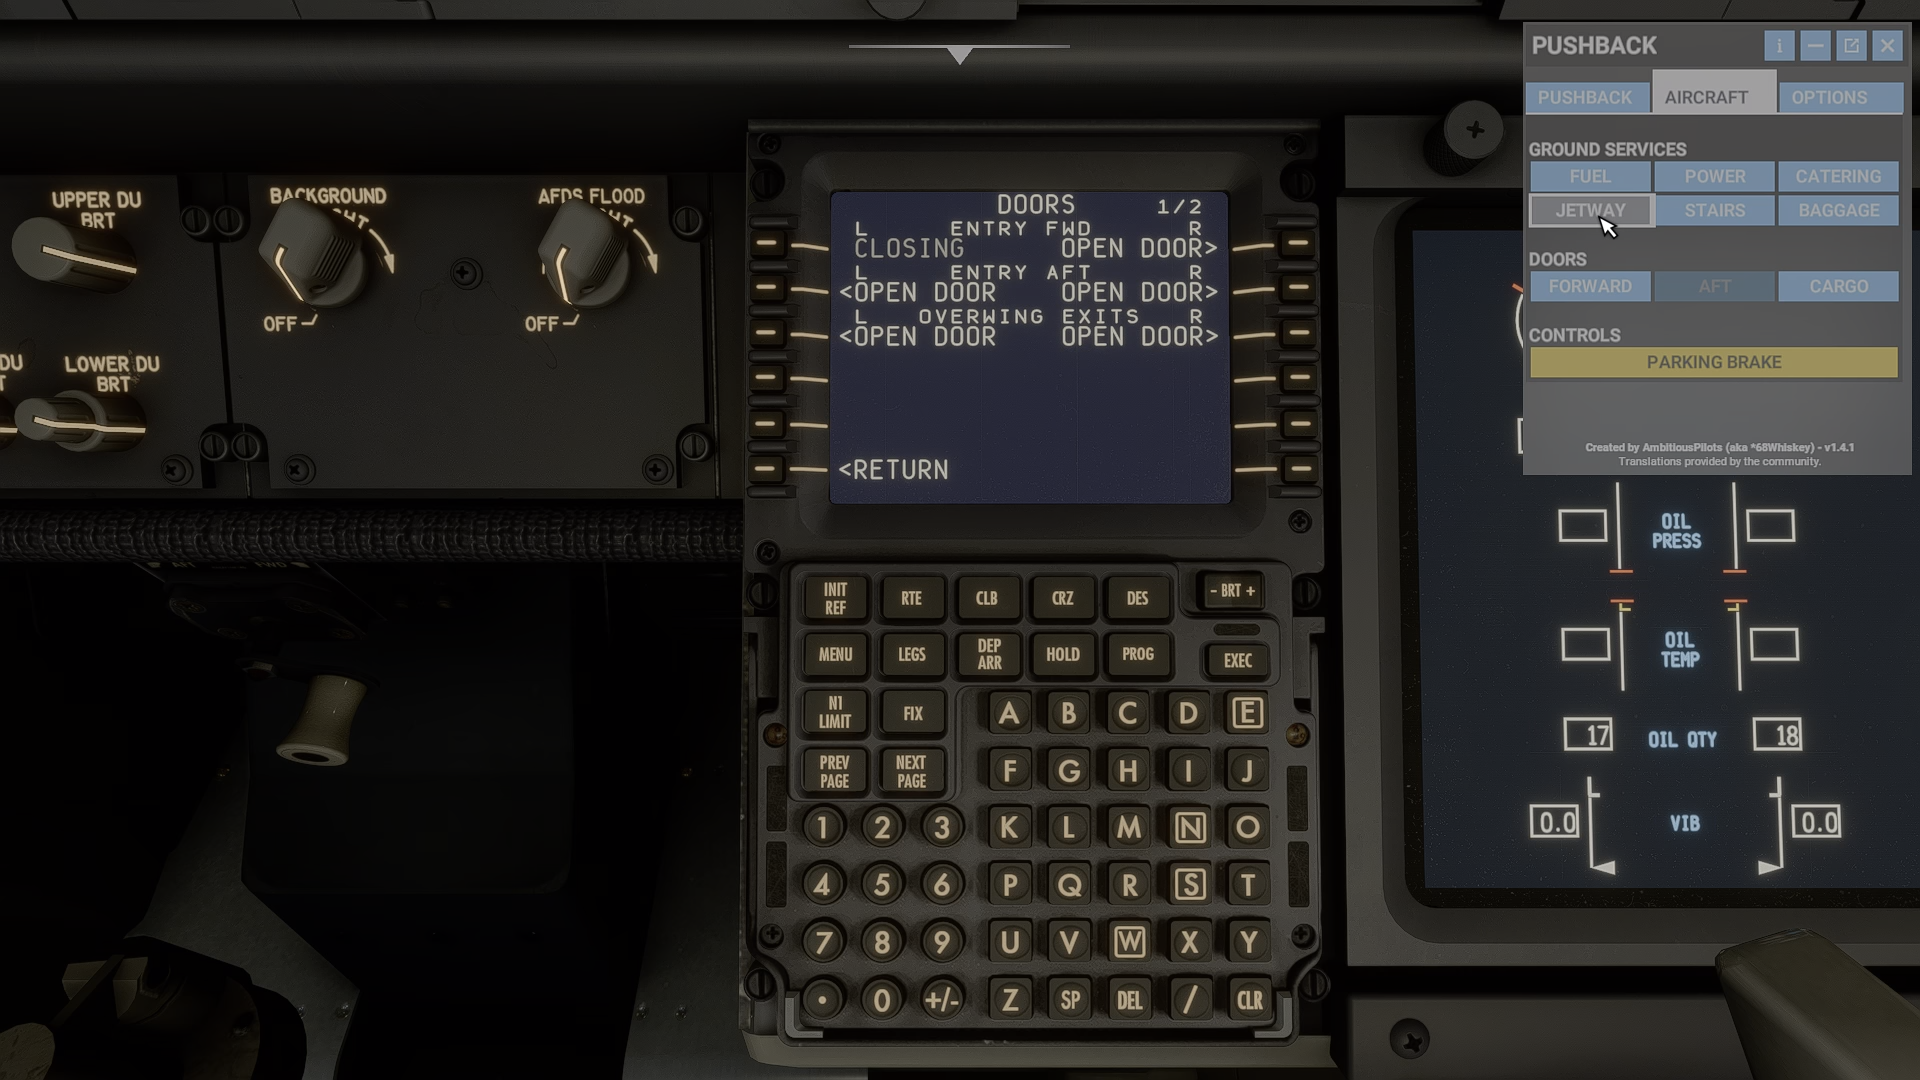 PUSHBACK
i
PUSHBACK AIRCRAFT OPTIONS
GROUND SERVICES
FUEL POWER CATERING
JETWAY STAIRS BAGGAGE
DOORS
FORWARD AFT CARGO
CONTROLS
PARKING BRAKE
Created by AmbitiousPilots (aka *68Whiskey) - v1.4.1
Translations provided by the community.
UPPER DU
BRT
BACKGROUND
AFDS FLOOD
OFF
OFF
DU
LOWER DU
BRT
DOORS 1/2
L ENTRY FWD R
CLOSING OPEN DOOR>
L ENTRY AFT R
<OPEN DOOR OPEN DOOR>
L OVERWING EXITS R
<OPEN DOOR OPEN DOOR>
<RETURN
INIT
REF
RTE
CLB
CRZ
DES
- BRT +
MENU
LEGS
DEP
ARR
HOLD
PROG
EXEC
N1
LIMIT
FIX
PREV
PAGE
NEXT
PAGE
A B C D E
F G H I J
1 2 3 K L M N O
4 5 6 P Q R S T
7 8 9 U V W X Y
. 0 +/- Z SP DEL / CLR
OIL
PRESS
OIL
TEMP
17 OIL QTY 18
0.0 VIB 0.0